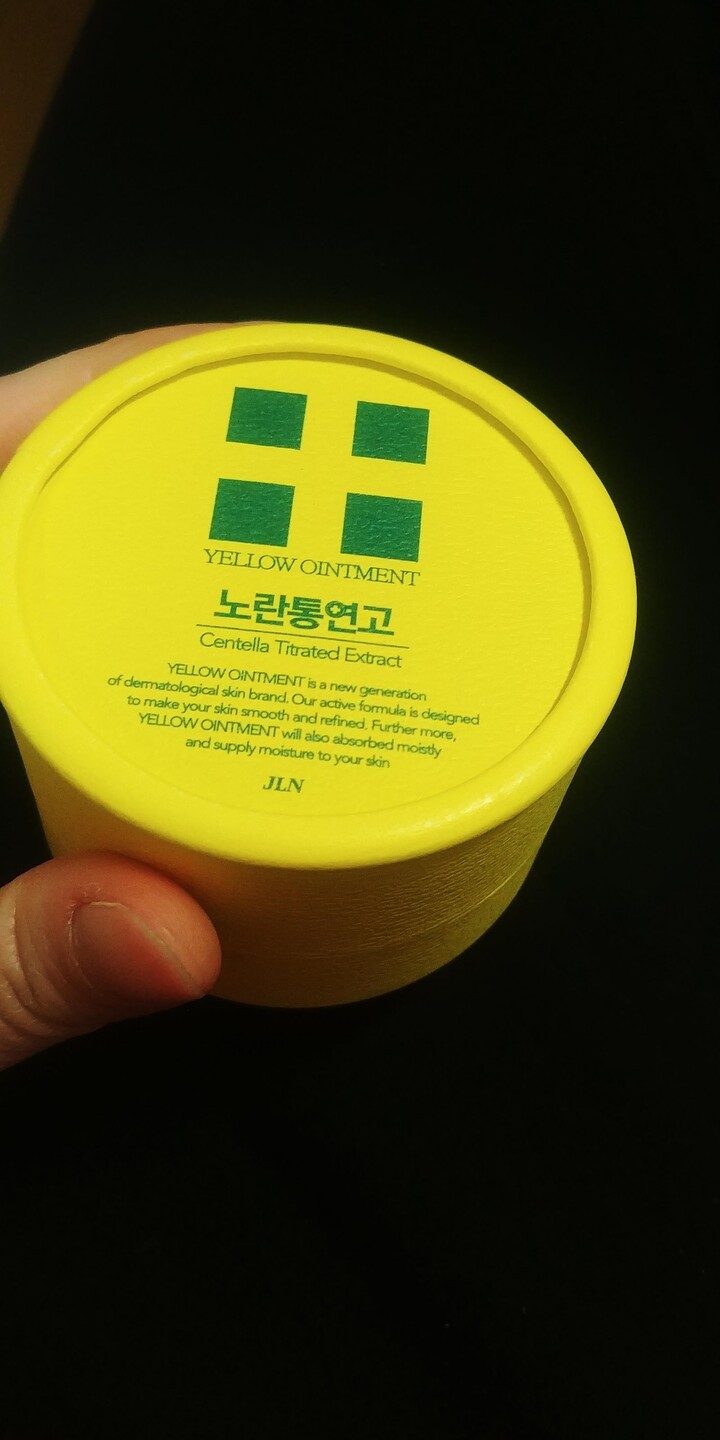 YELLOW OINTMENT
노란통연고
Centella Titrated Extract
YELLOW OINTMENT is a new generation
of dermatological skin brand. Our active formula is designed
to make your skin smooth and refined. Further more,
YELLOW OINTMENT will also absorbed moistly
and supply moisture to your skin
JLN